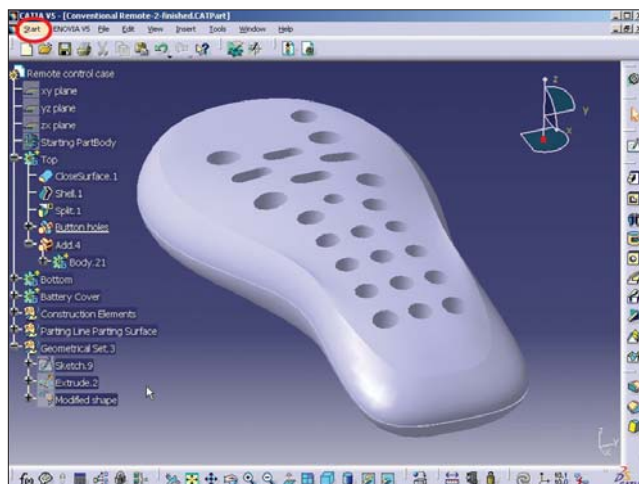 CATIA V5 - [Conventional Remote-2-finished.CATPart]
Start ENOVIA V5 File Edit View Insert Tools Window Help
Remote control case
xy plane
yz plane
zx plane
Starting PartBody
Top
CloseSurface.1
Shell.1
Split.1
Button holes
Add.4
Body.21
Bottom
Battery Cover
Construction Elements
Parting Line Parting Surface
Geometrical Set.3
Sketch.9
Extrude.2
Modified shape
z
y
x